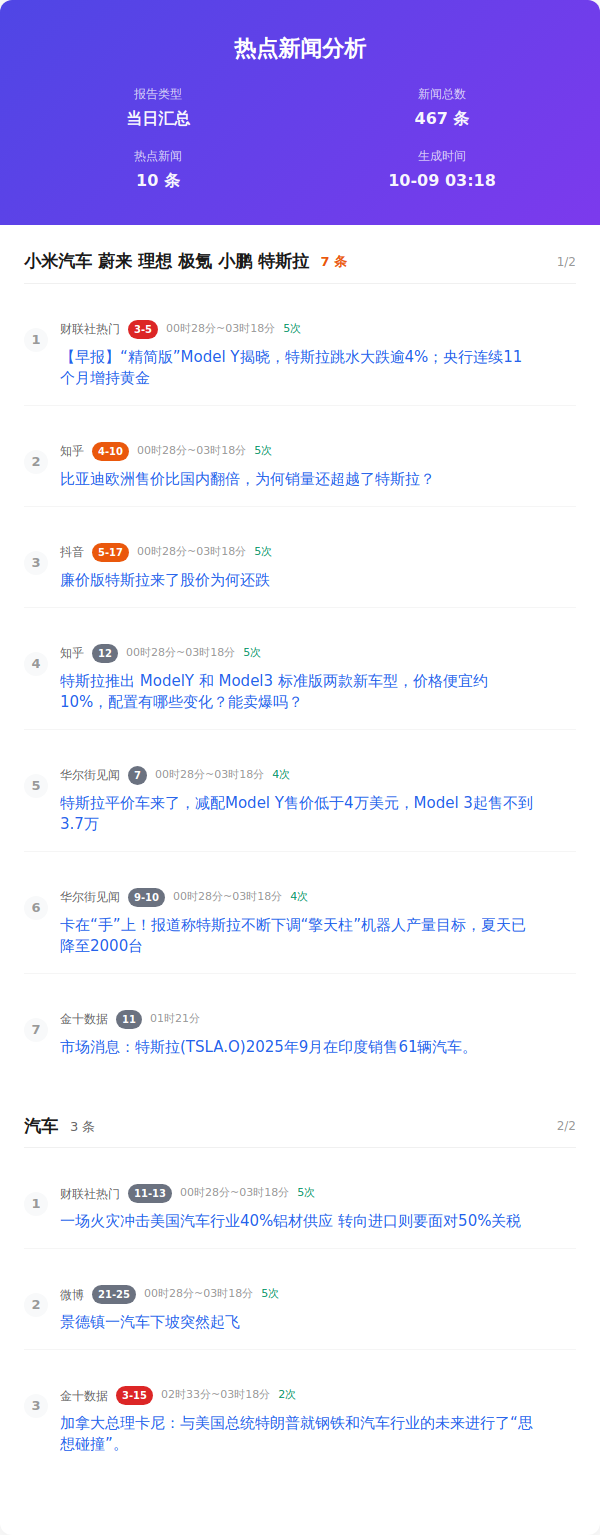 热点新闻分析
报告类型
当日汇总
新闻总数
467 条
热点新闻
10 条
生成时间
10-09 03:18
小米汽车 蔚来 理想 极氪 小鹏 特斯拉 7 条 1/2
1
财联社热门 3-5 00时28分~03时18分 5次
【早报】“精简版”Model Y揭晓，特斯拉跳水大跌逾4%；央行连续11
个月增持黄金
2
知乎 4-10 00时28分~03时18分 5次
比亚迪欧洲售价比国内翻倍，为何销量还超越了特斯拉？
3
抖音 5-17 00时28分~03时18分 5次
廉价版特斯拉来了股价为何还跌
4
知乎 12 00时28分~03时18分 5次
特斯拉推出 ModelY 和 Model3 标准版两款新车型，价格便宜约
10%，配置有哪些变化？能卖爆吗？
5
华尔街见闻 7 00时28分~03时18分 4次
特斯拉平价车来了，减配Model Y售价低于4万美元，Model 3起售不到
3.7万
6
华尔街见闻 9-10 00时28分~03时18分 4次
卡在“手”上！报道称特斯拉不断下调“擎天柱”机器人产量目标，夏天已
降至2000台
7
金十数据 11 01时21分
市场消息：特斯拉(TSLA.O)2025年9月在印度销售61辆汽车。
汽车 3 条 2/2
1
财联社热门 11-13 00时28分~03时18分 5次
一场火灾冲击美国汽车行业40%铝材供应 转向进口则要面对50%关税
2
微博 21-25 00时28分~03时18分 5次
景德镇一汽车下坡突然起飞
3
金十数据 3-15 02时33分~03时18分 2次
加拿大总理卡尼：与美国总统特朗普就钢铁和汽车行业的未来进行了“思
想碰撞”。